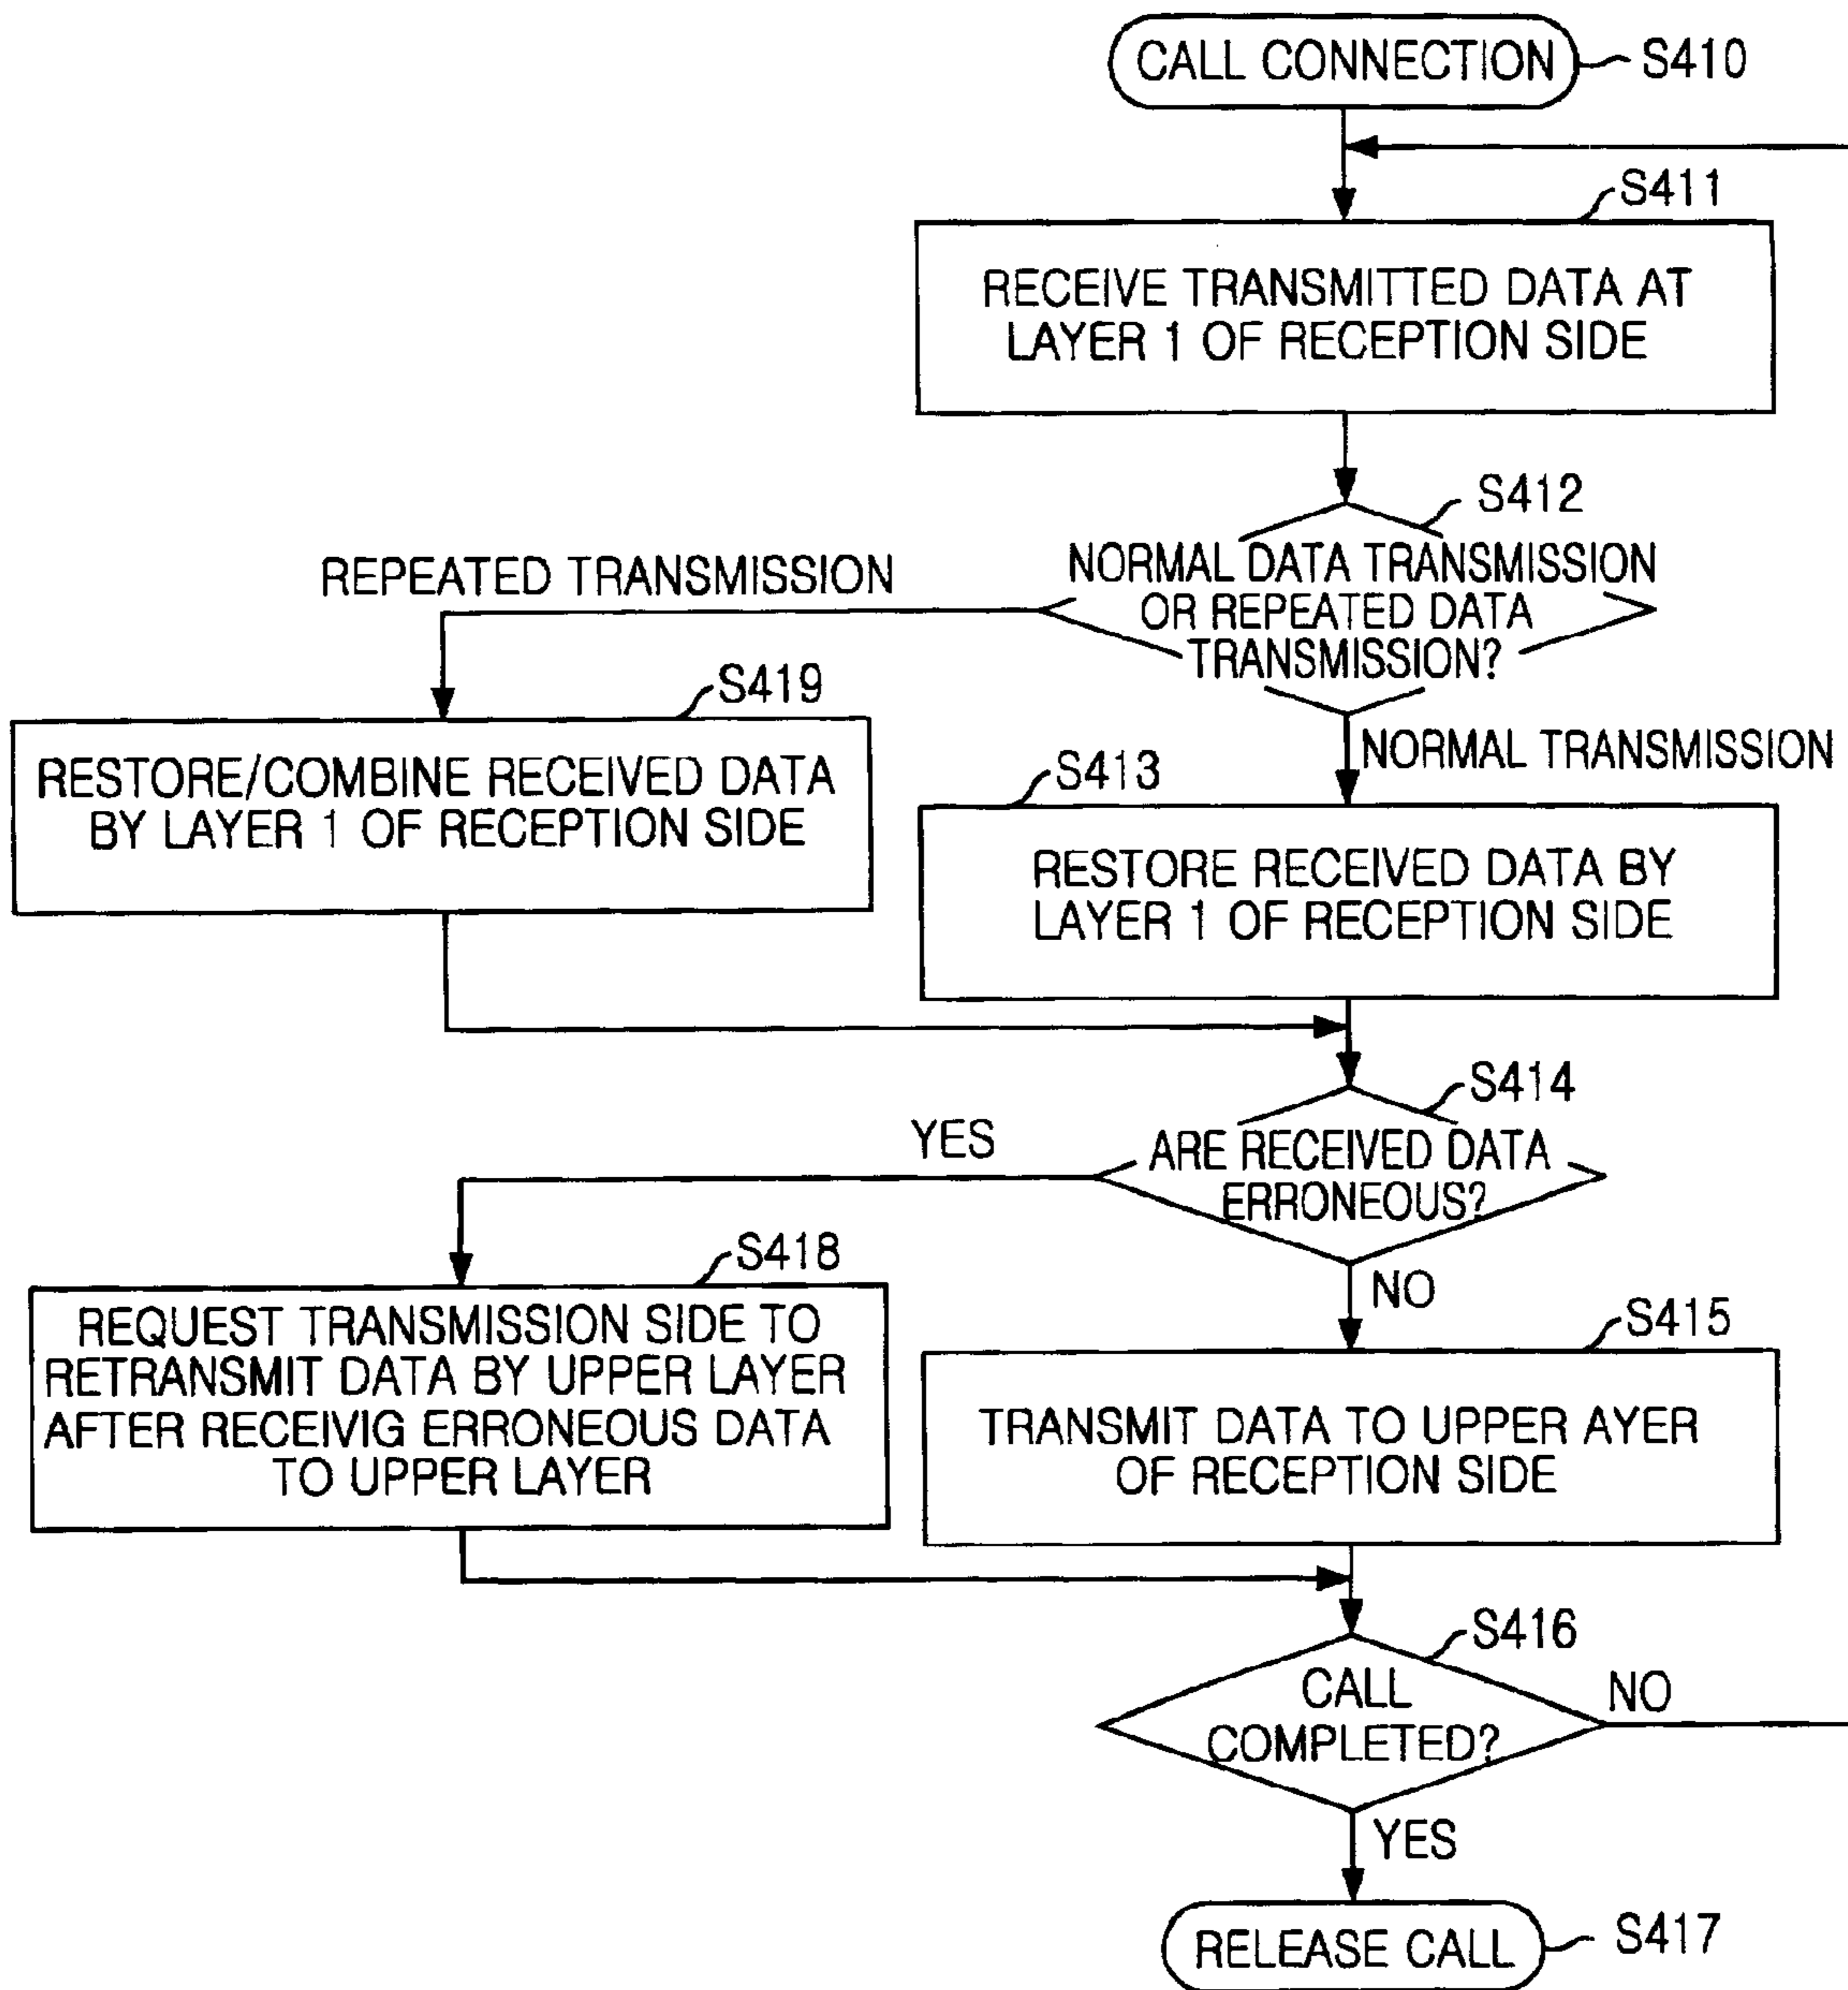 CALL CONNECTION
S410
S411
RECEIVE TRANSMITTED DATA AT
LAYER 1 OF RECEPTION SIDE
S412
NORMAL DATA TRANSMISSION
OR REPEATED DATA
TRANSMISSION?
REPEATED TRANSMISSION
NORMAL TRANSMISSION
S419
RESTORE/COMBINE RECEIVED DATA
BY LAYER 1 OF RECEPTION SIDE
S413
RESTORE RECEIVED DATA BY
LAYER 1 OF RECEPTION SIDE
S414
ARE RECEIVED DATA
ERRONEOUS?
YES
NO
S418
REQUEST TRANSMISSION SIDE TO
RETRANSMIT DATA BY UPPER LAYER
AFTER RECEIVIG ERRONEOUS DATA
TO UPPER LAYER
S415
TRANSMIT DATA TO UPPER AYER
OF RECEPTION SIDE
S416
CALL
COMPLETED?
NO
YES
RELEASE CALL
S417